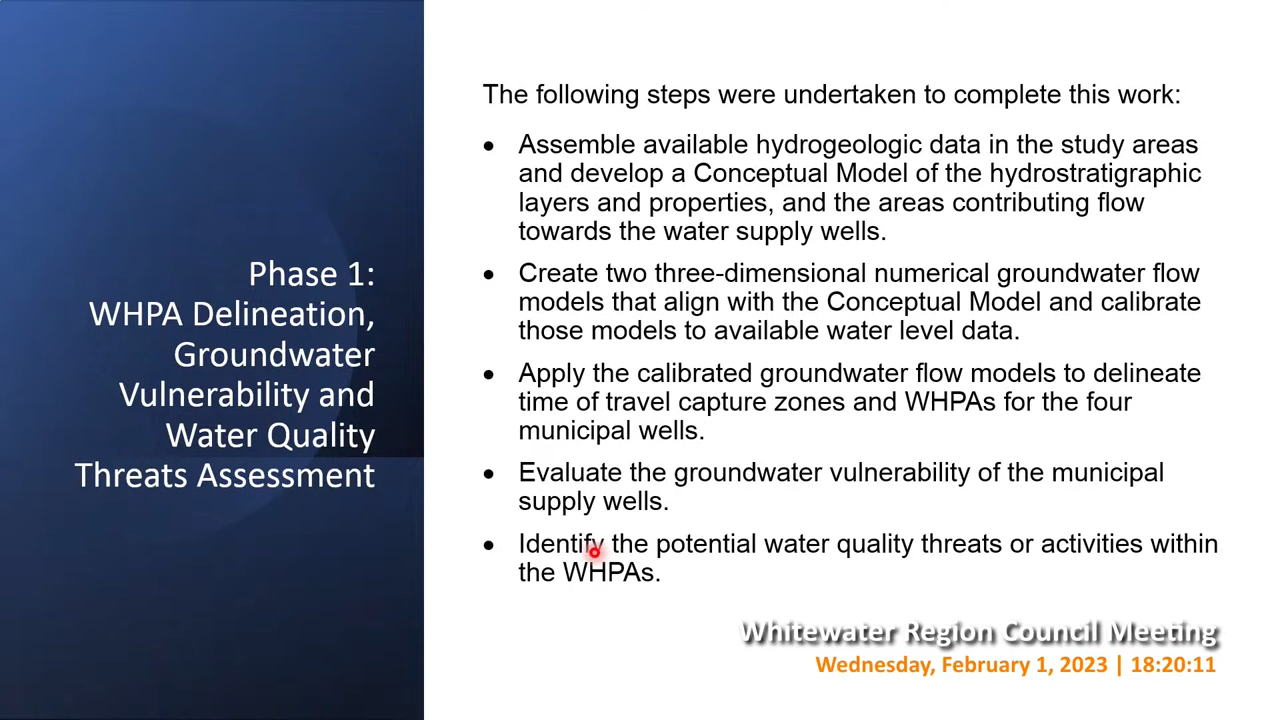 Phase 1:
WHPA Delineation,
Groundwater
Vulnerability and
Water Quality
Threats Assessment
The following steps were undertaken to complete this work:
• Assemble available hydrogeologic data in the study areas
and develop a Conceptual Model of the hydrostratigraphic
layers and properties, and the areas contributing flow
towards the water supply wells.
• Create two three-dimensional numerical groundwater flow
models that align with the Conceptual Model and calibrate
those models to available water level data.
• Apply the calibrated groundwater flow models to delineate
time of travel capture zones and WHPAs for the four
municipal wells.
• Evaluate the groundwater vulnerability of the municipal
supply wells.
• Identify the potential water quality threats or activities within
the WHPAs.
Whitewater Region Council Meeting
Wednesday, February 1, 2023 | 18:20:11